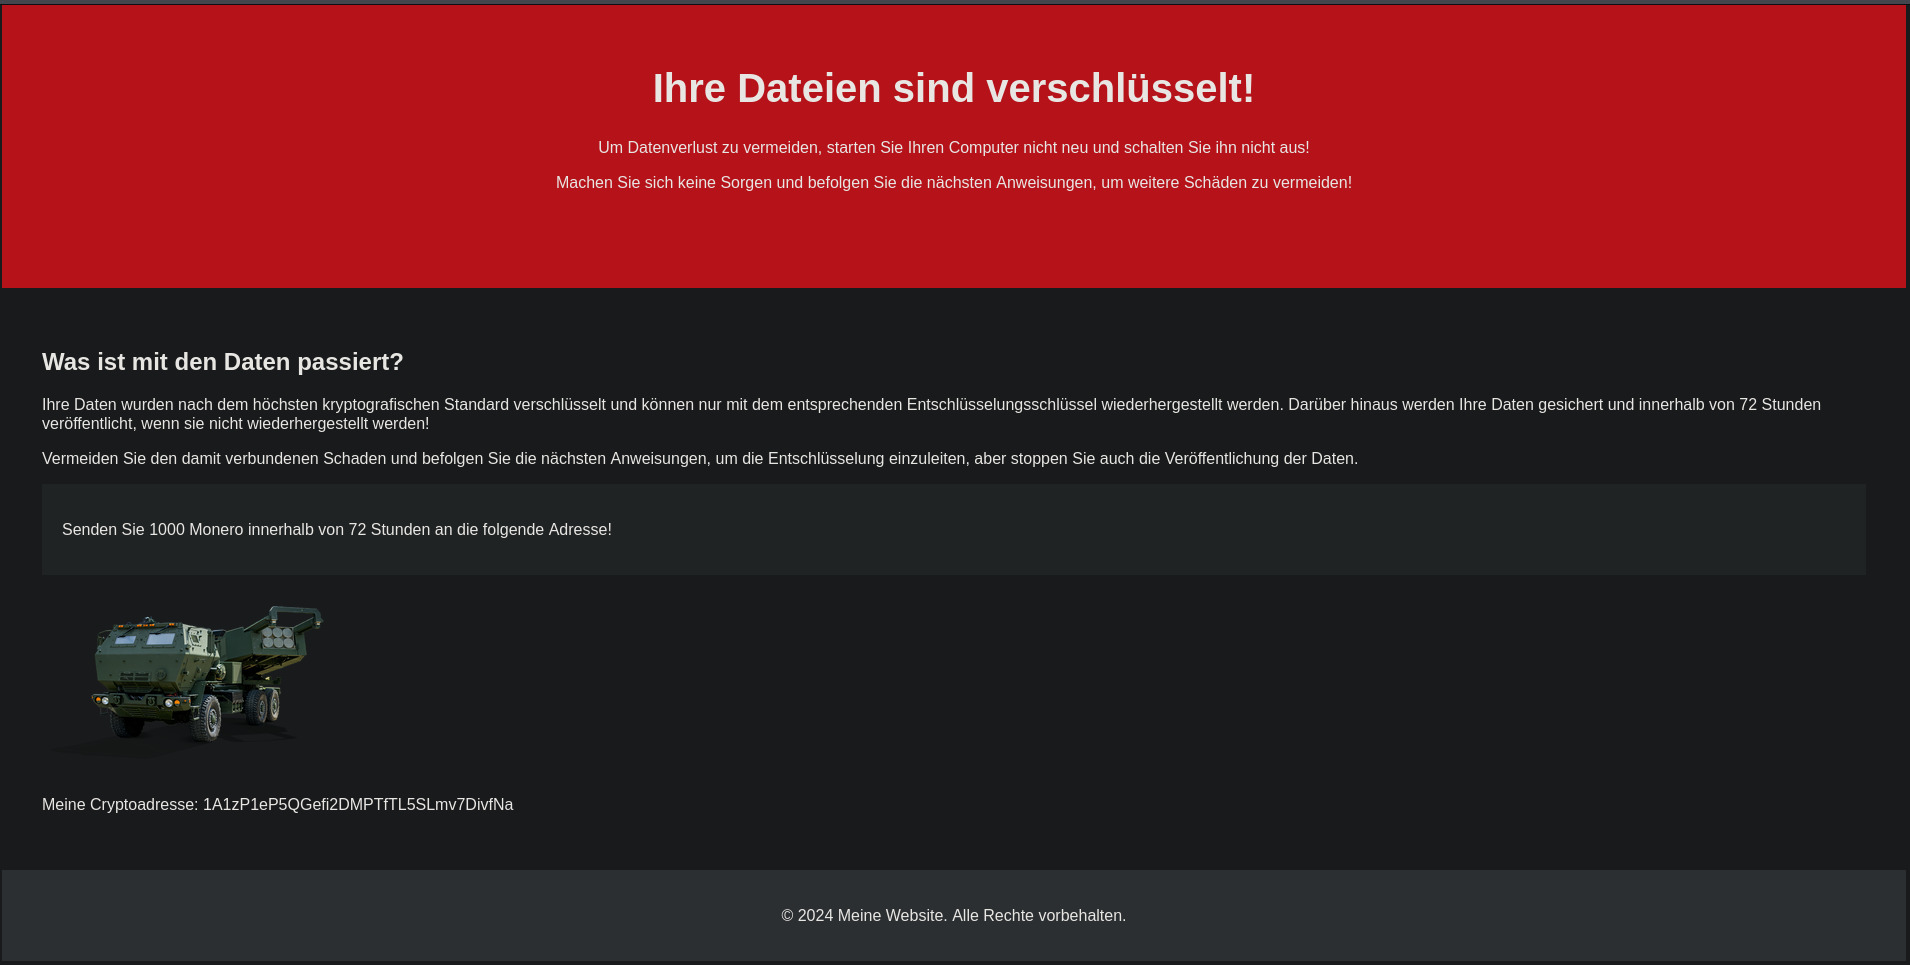 Ihre Dateien sind verschlüsselt!
Um Datenverlust zu vermeiden, starten Sie Ihren Computer nicht neu und schalten Sie ihn nicht aus!
Machen Sie sich keine Sorgen und befolgen Sie die nächsten Anweisungen, um weitere Schäden zu vermeiden!
Was ist mit den Daten passiert?
Ihre Daten wurden nach dem höchsten kryptografischen Standard verschlüsselt und können nur mit dem entsprechenden Entschlüsselungsschlüssel wiederhergestellt werden. Darüber hinaus werden Ihre Daten gesichert und innerhalb von 72 Stunden
veröffentlicht, wenn sie nicht wiederhergestellt werden!
Vermeiden Sie den damit verbundenen Schaden und befolgen Sie die nächsten Anweisungen, um die Entschlüsselung einzuleiten, aber stoppen Sie auch die Veröffentlichung der Daten.
Senden Sie 1000 Monero innerhalb von 72 Stunden an die folgende Adresse!
Meine Cryptoadresse: 1A1zP1eP5QGefi2DMPTfTL5SLmv7DivfNa
© 2024 Meine Website. Alle Rechte vorbehalten.